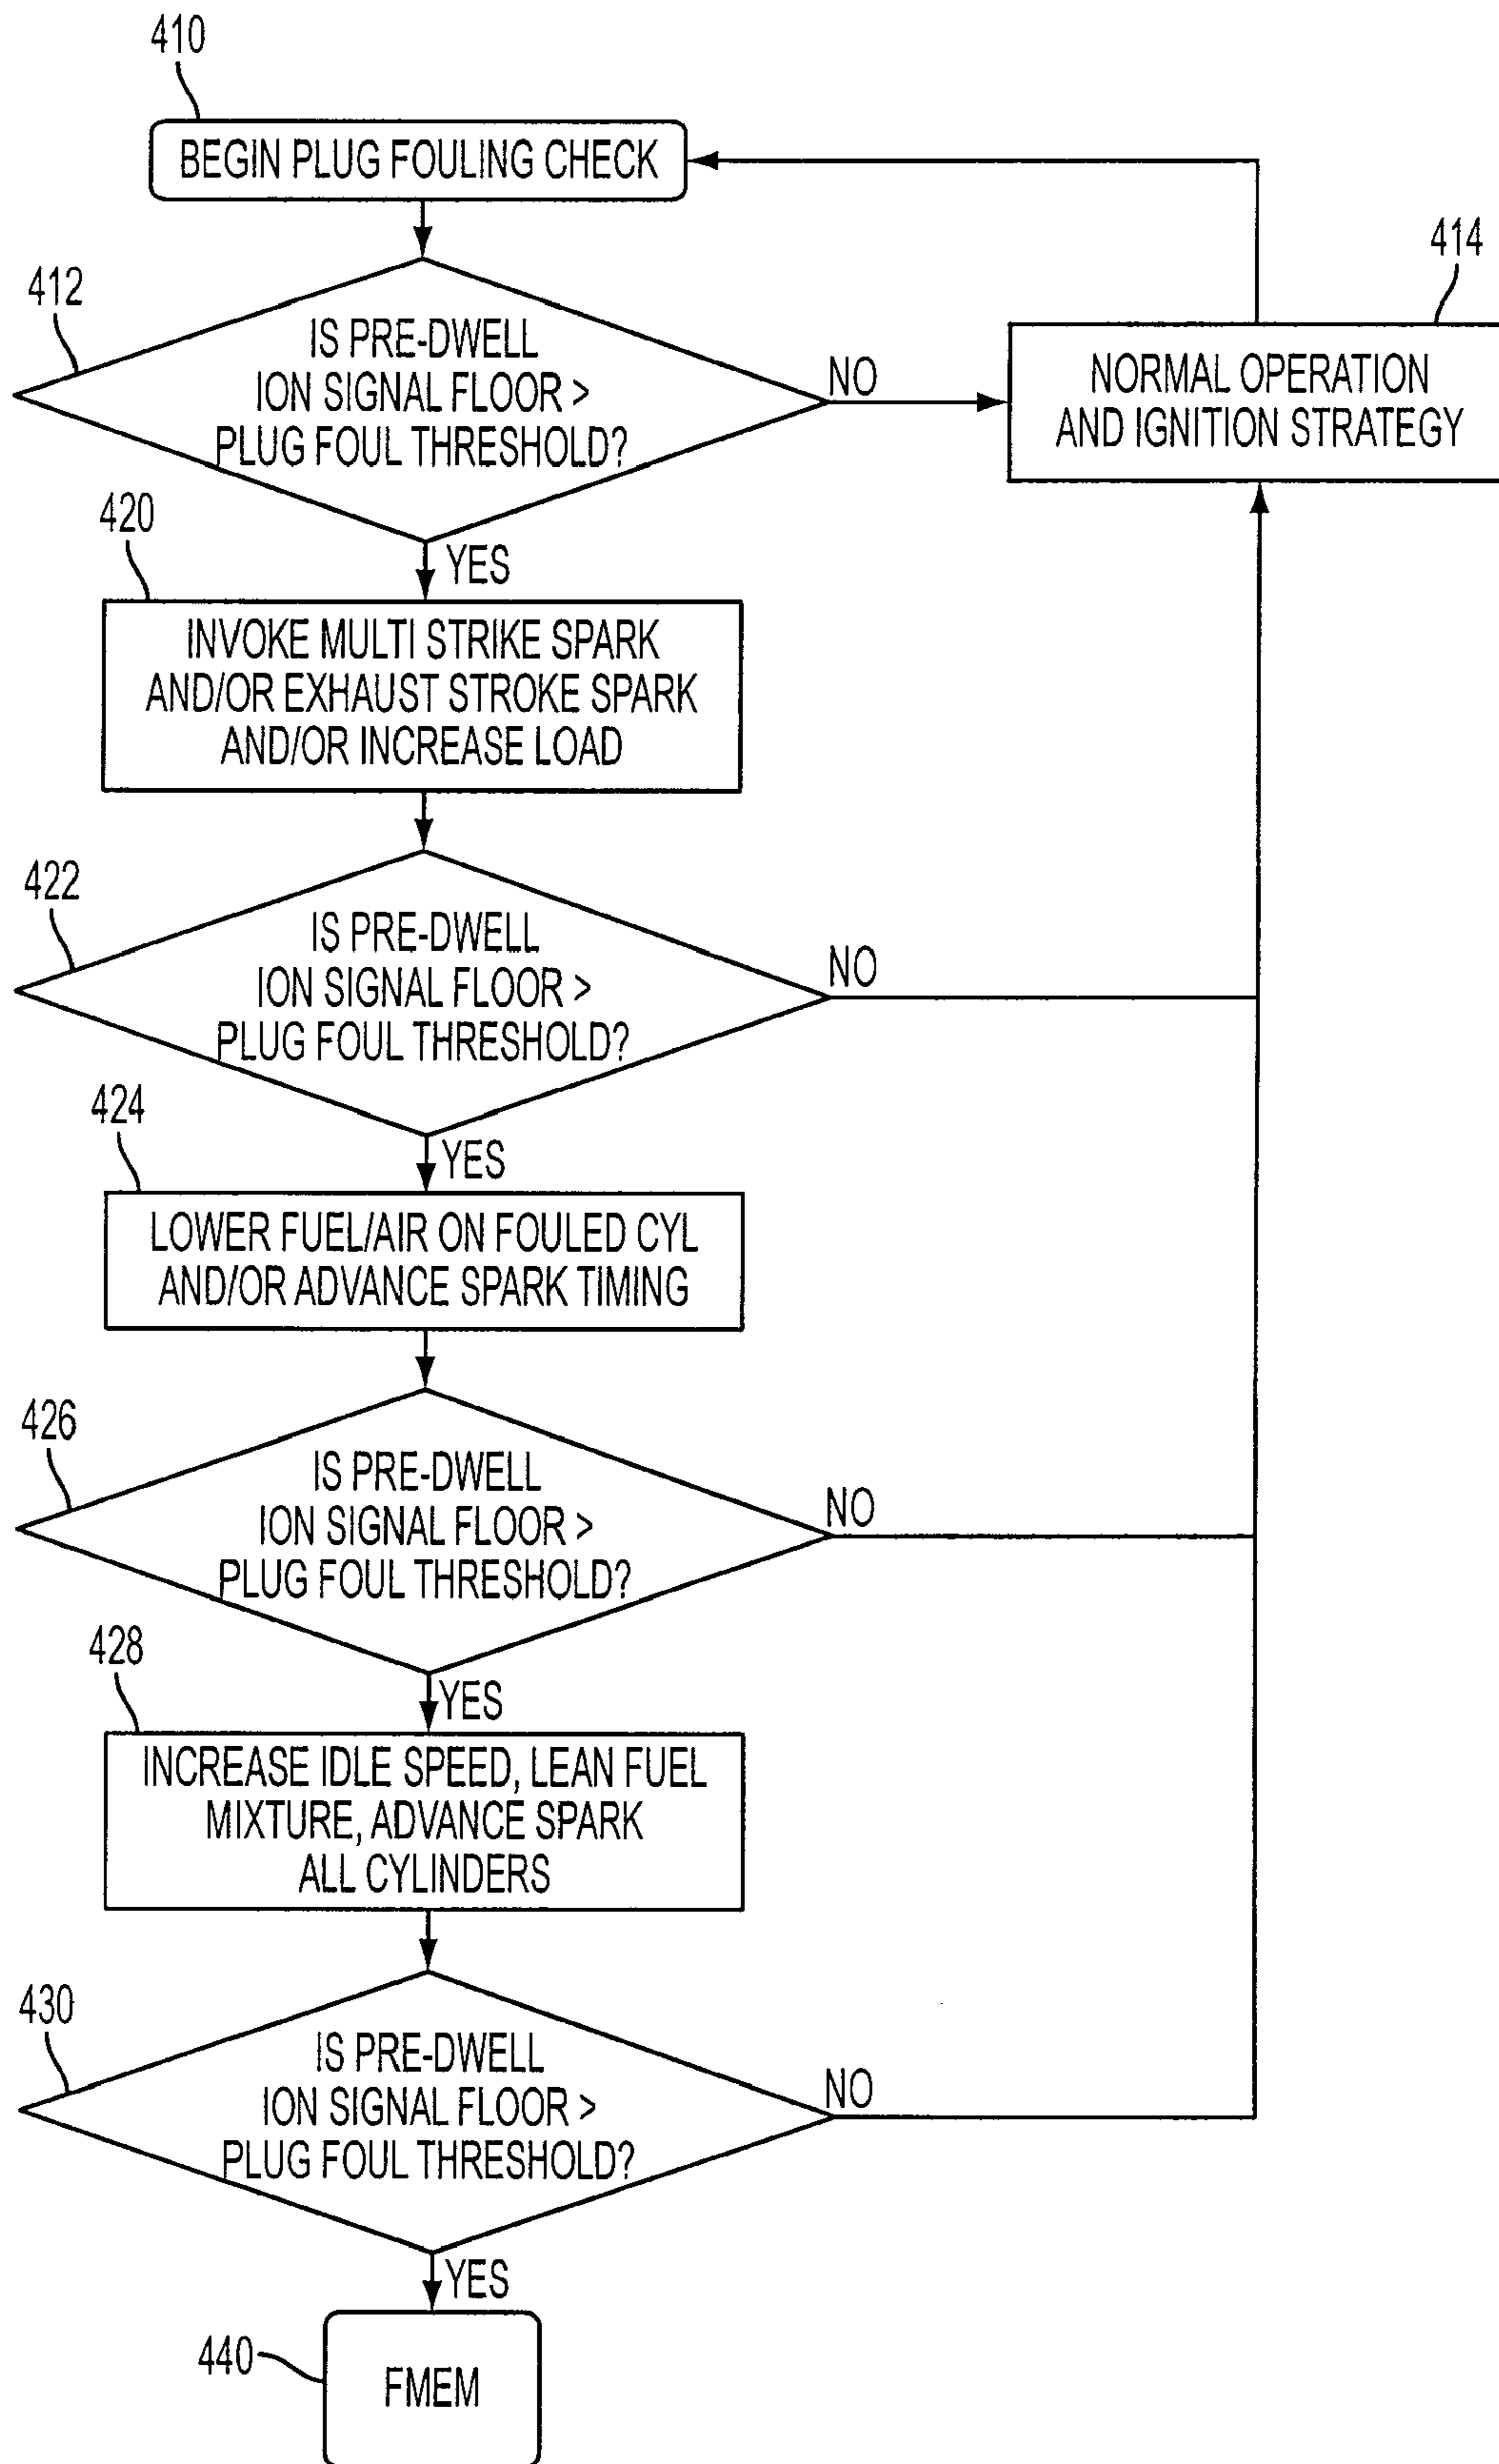 410
BEGIN PLUG FOULING CHECK
412
IS PRE-DWELL
ION SIGNAL FLOOR >
PLUG FOUL THRESHOLD?
NO
414
NORMAL OPERATION
AND IGNITION STRATEGY
YES
420
INVOKE MULTI STRIKE SPARK
AND/OR EXHAUST STROKE SPARK
AND/OR INCREASE LOAD
422
IS PRE-DWELL
ION SIGNAL FLOOR >
PLUG FOUL THRESHOLD?
NO
YES
424
LOWER FUEL/AIR ON FOULED CYL
AND/OR ADVANCE SPARK TIMING
426
IS PRE-DWELL
ION SIGNAL FLOOR >
PLUG FOUL THRESHOLD?
NO
YES
428
INCREASE IDLE SPEED, LEAN FUEL
MIXTURE, ADVANCE SPARK
ALL CYLINDERS
430
IS PRE-DWELL
ION SIGNAL FLOOR >
PLUG FOUL THRESHOLD?
NO
YES
440
FMEM